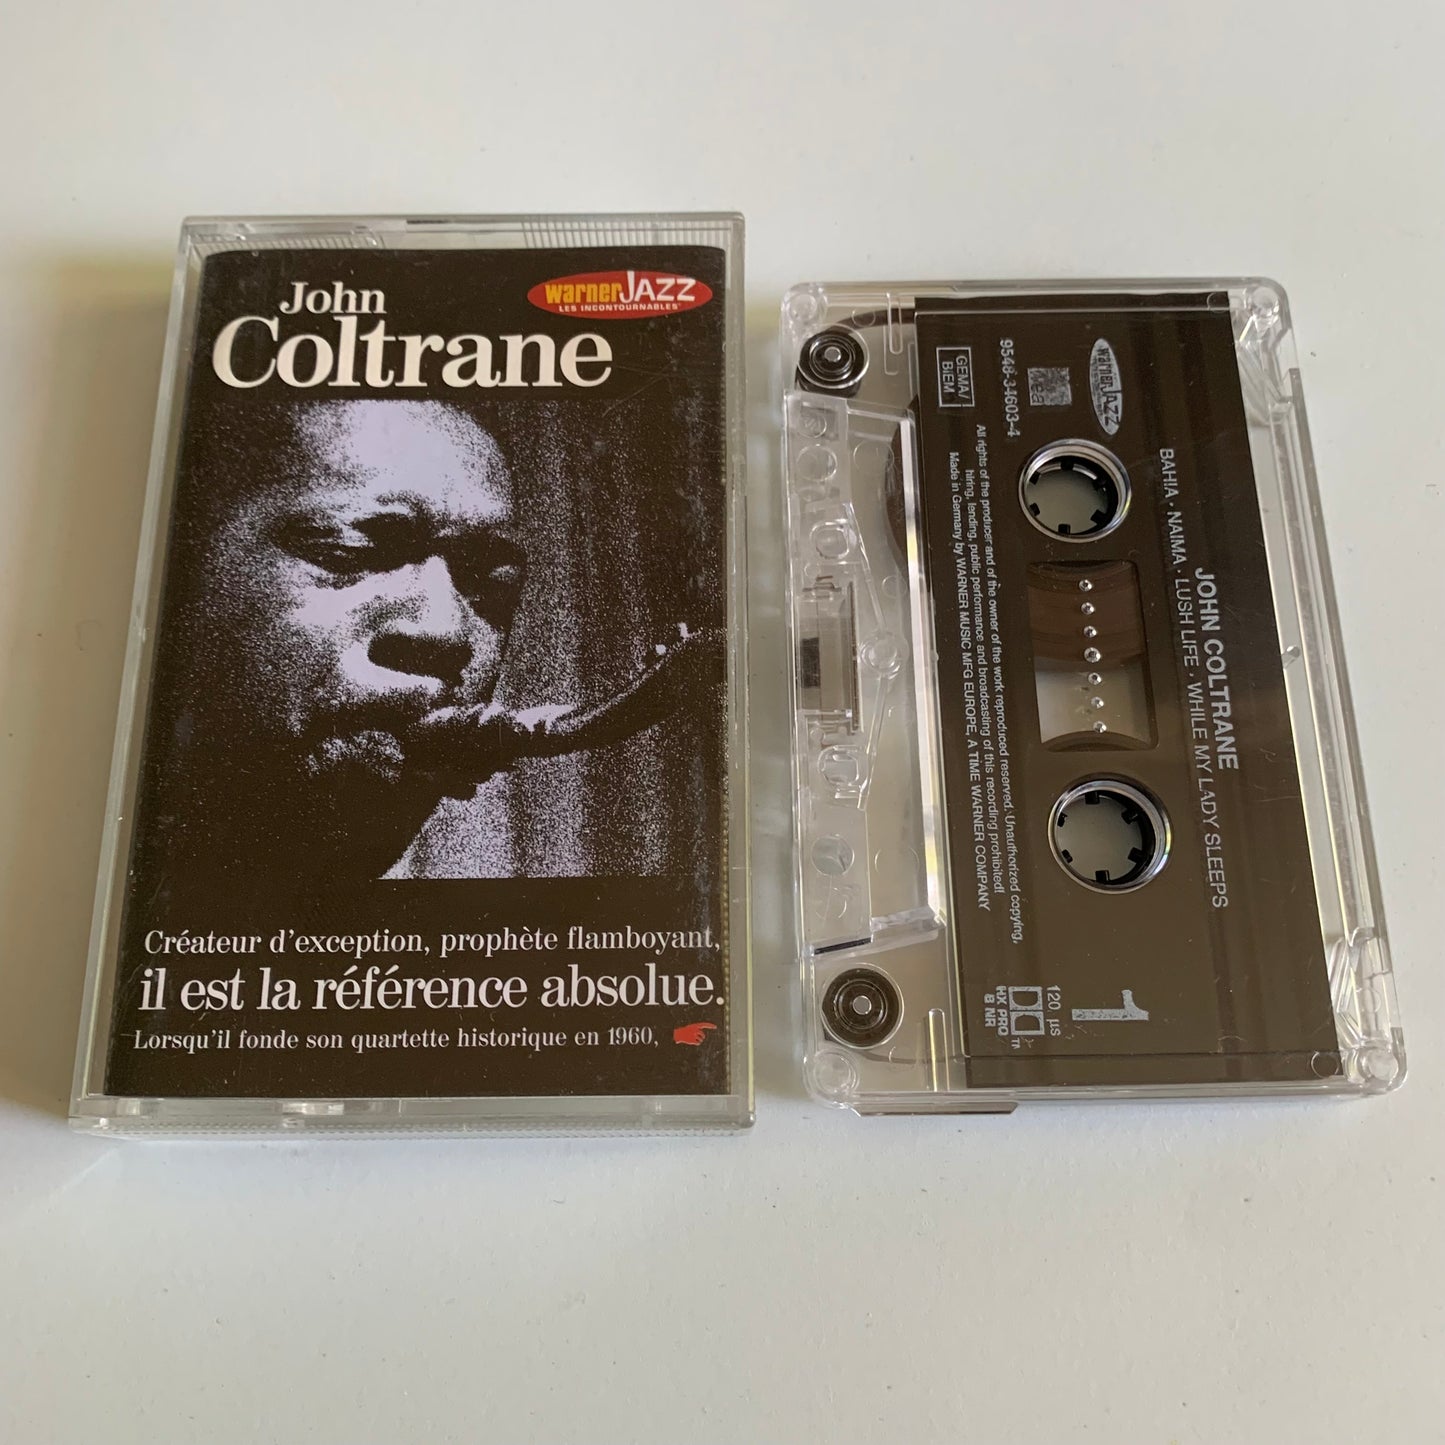 John
Coltrane
warnerJAZZ
LES INCONTOURNABLES
Créateur d'exception, prophète flamboyant,
il est la référence absolue.
Lorsqu'il fonde son quartette historique en 1960,
warnerJAZZ
wea
9548-34603-4
GEMA/
BIEM
JOHN COLTRANE
BAHIA · NAIMA · LUSH LIFE · WHILE MY LADY SLEEPS
All rights of the producer and of the owner of the work reproduced reserved. Unauthorized copying,
hiring, lending, public performance and broadcasting of this recording prohibited!
Made in Germany by WARNER MUSIC MFG EUROPE, A TIME WARNER COMPANY
1
120 µs
TM
HX PRO
B NR